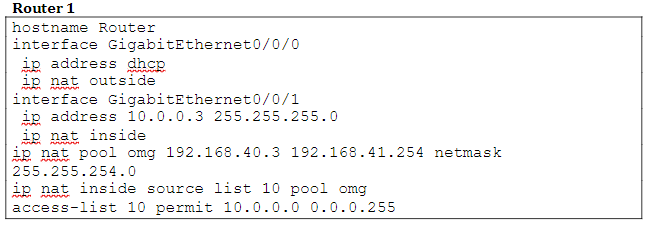 Router 1
hostname Router
interface GigabitEthernet0/0/0
ip address dhcp
ip nat outside
interface GigabitEthernet0/0/1
ip address 10.0.0.3 255.255.255.0
ip nat inside
ip nat pool omg 192.168.40.3 192.168.41.254 netmask
255.255.254.0
ip nat inside source list 10 pool omg
access-list 10 permit 10.0.0.0 0.0.0.255